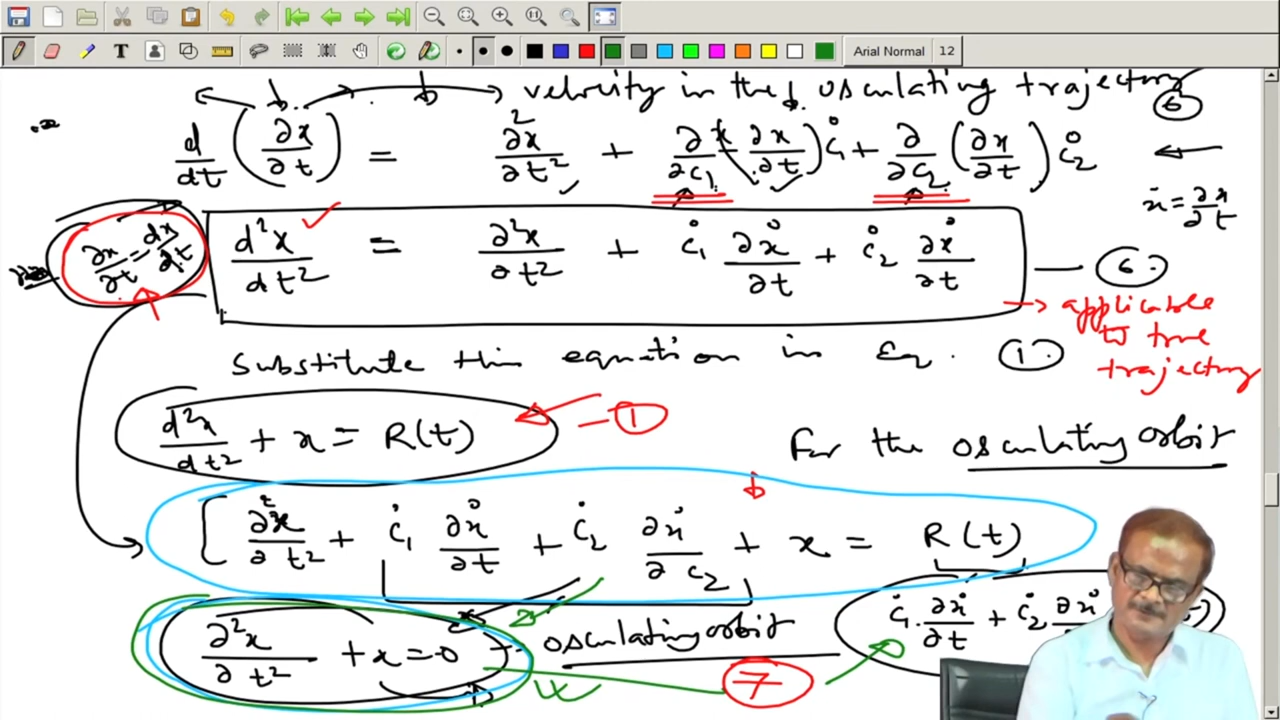 Arial Normal 12
velocity in the osculating trajectory
d/dt (∂x/∂t) = ∂²x/∂t² + ∂/∂c₁ (∂x/∂t) ċ₁ + ∂/∂c₂ (∂x/∂t) ċ₂ ⑥
ẋ = ∂x/∂t
∂x/∂t = dx/dt
d²x/dt² = ∂²x/∂t² + ċ₁ ∂ẋ/∂t + ċ₂ ∂ẋ/∂t — ⑥
→ applicable
to true
trajectory
substitute this equation in Eq. ①
d²x/dt² + x = R(t) – ①
For the osculating orbit
[ ∂²x/∂t² + ċ₁ ∂ẋ/∂t + ċ₂ ∂ẋ/∂c₂ + x = R(t)
∂²x/∂t² + x = 0 → osculating orbit ⑦
ċ₁ ∂ẋ/∂t + ċ₂